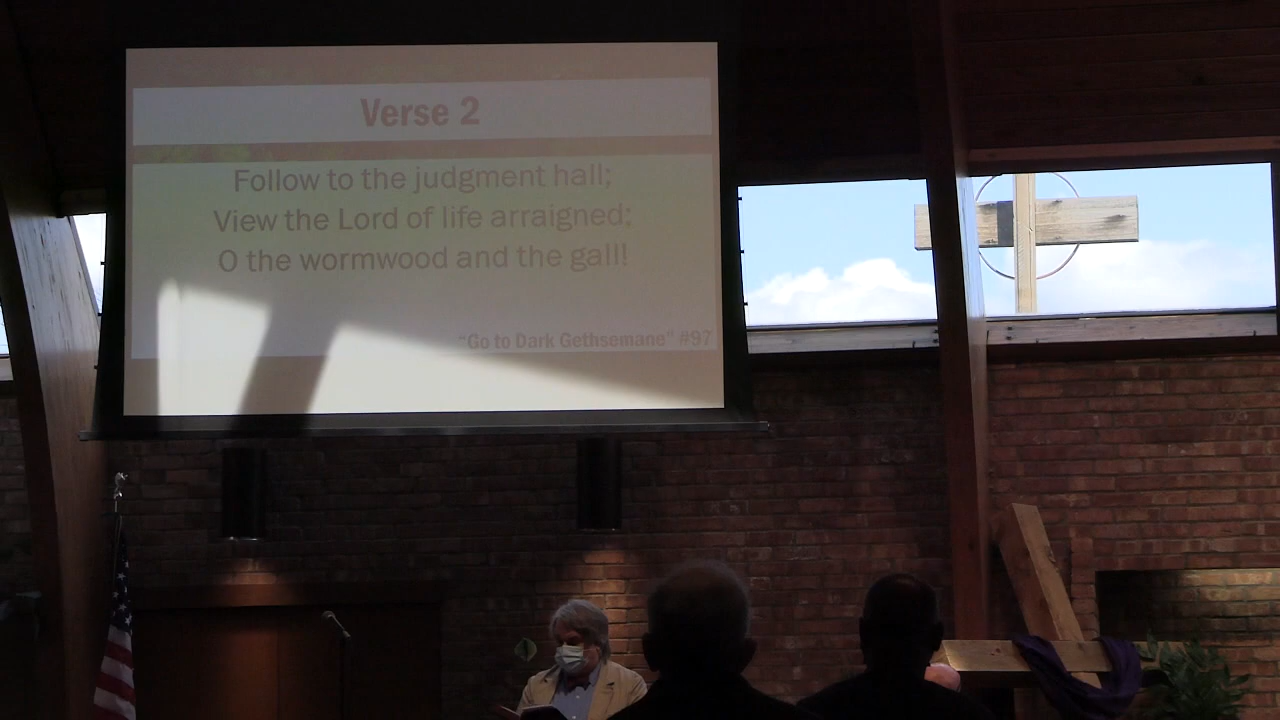 Verse 2
Follow to the judgment hall;
View the Lord of life arraigned;
O the wormwood and the gall!
"Go to Dark Gethsemane" #97